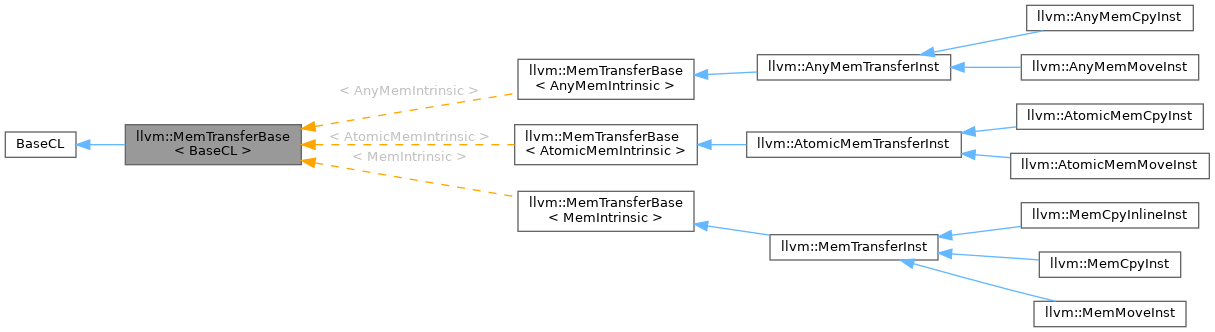 BaseCL
llvm::MemTransferBase
< BaseCL >
< AnyMemIntrinsic >
< AtomicMemIntrinsic >
< MemIntrinsic >
llvm::MemTransferBase
< AnyMemIntrinsic >
llvm::MemTransferBase
< AtomicMemIntrinsic >
llvm::MemTransferBase
< MemIntrinsic >
llvm::AnyMemTransferInst
llvm::AtomicMemTransferInst
llvm::MemTransferInst
llvm::AnyMemCpyInst
llvm::AnyMemMoveInst
llvm::AtomicMemCpyInst
llvm::AtomicMemMoveInst
llvm::MemCpyInlineInst
llvm::MemCpyInst
llvm::MemMoveInst